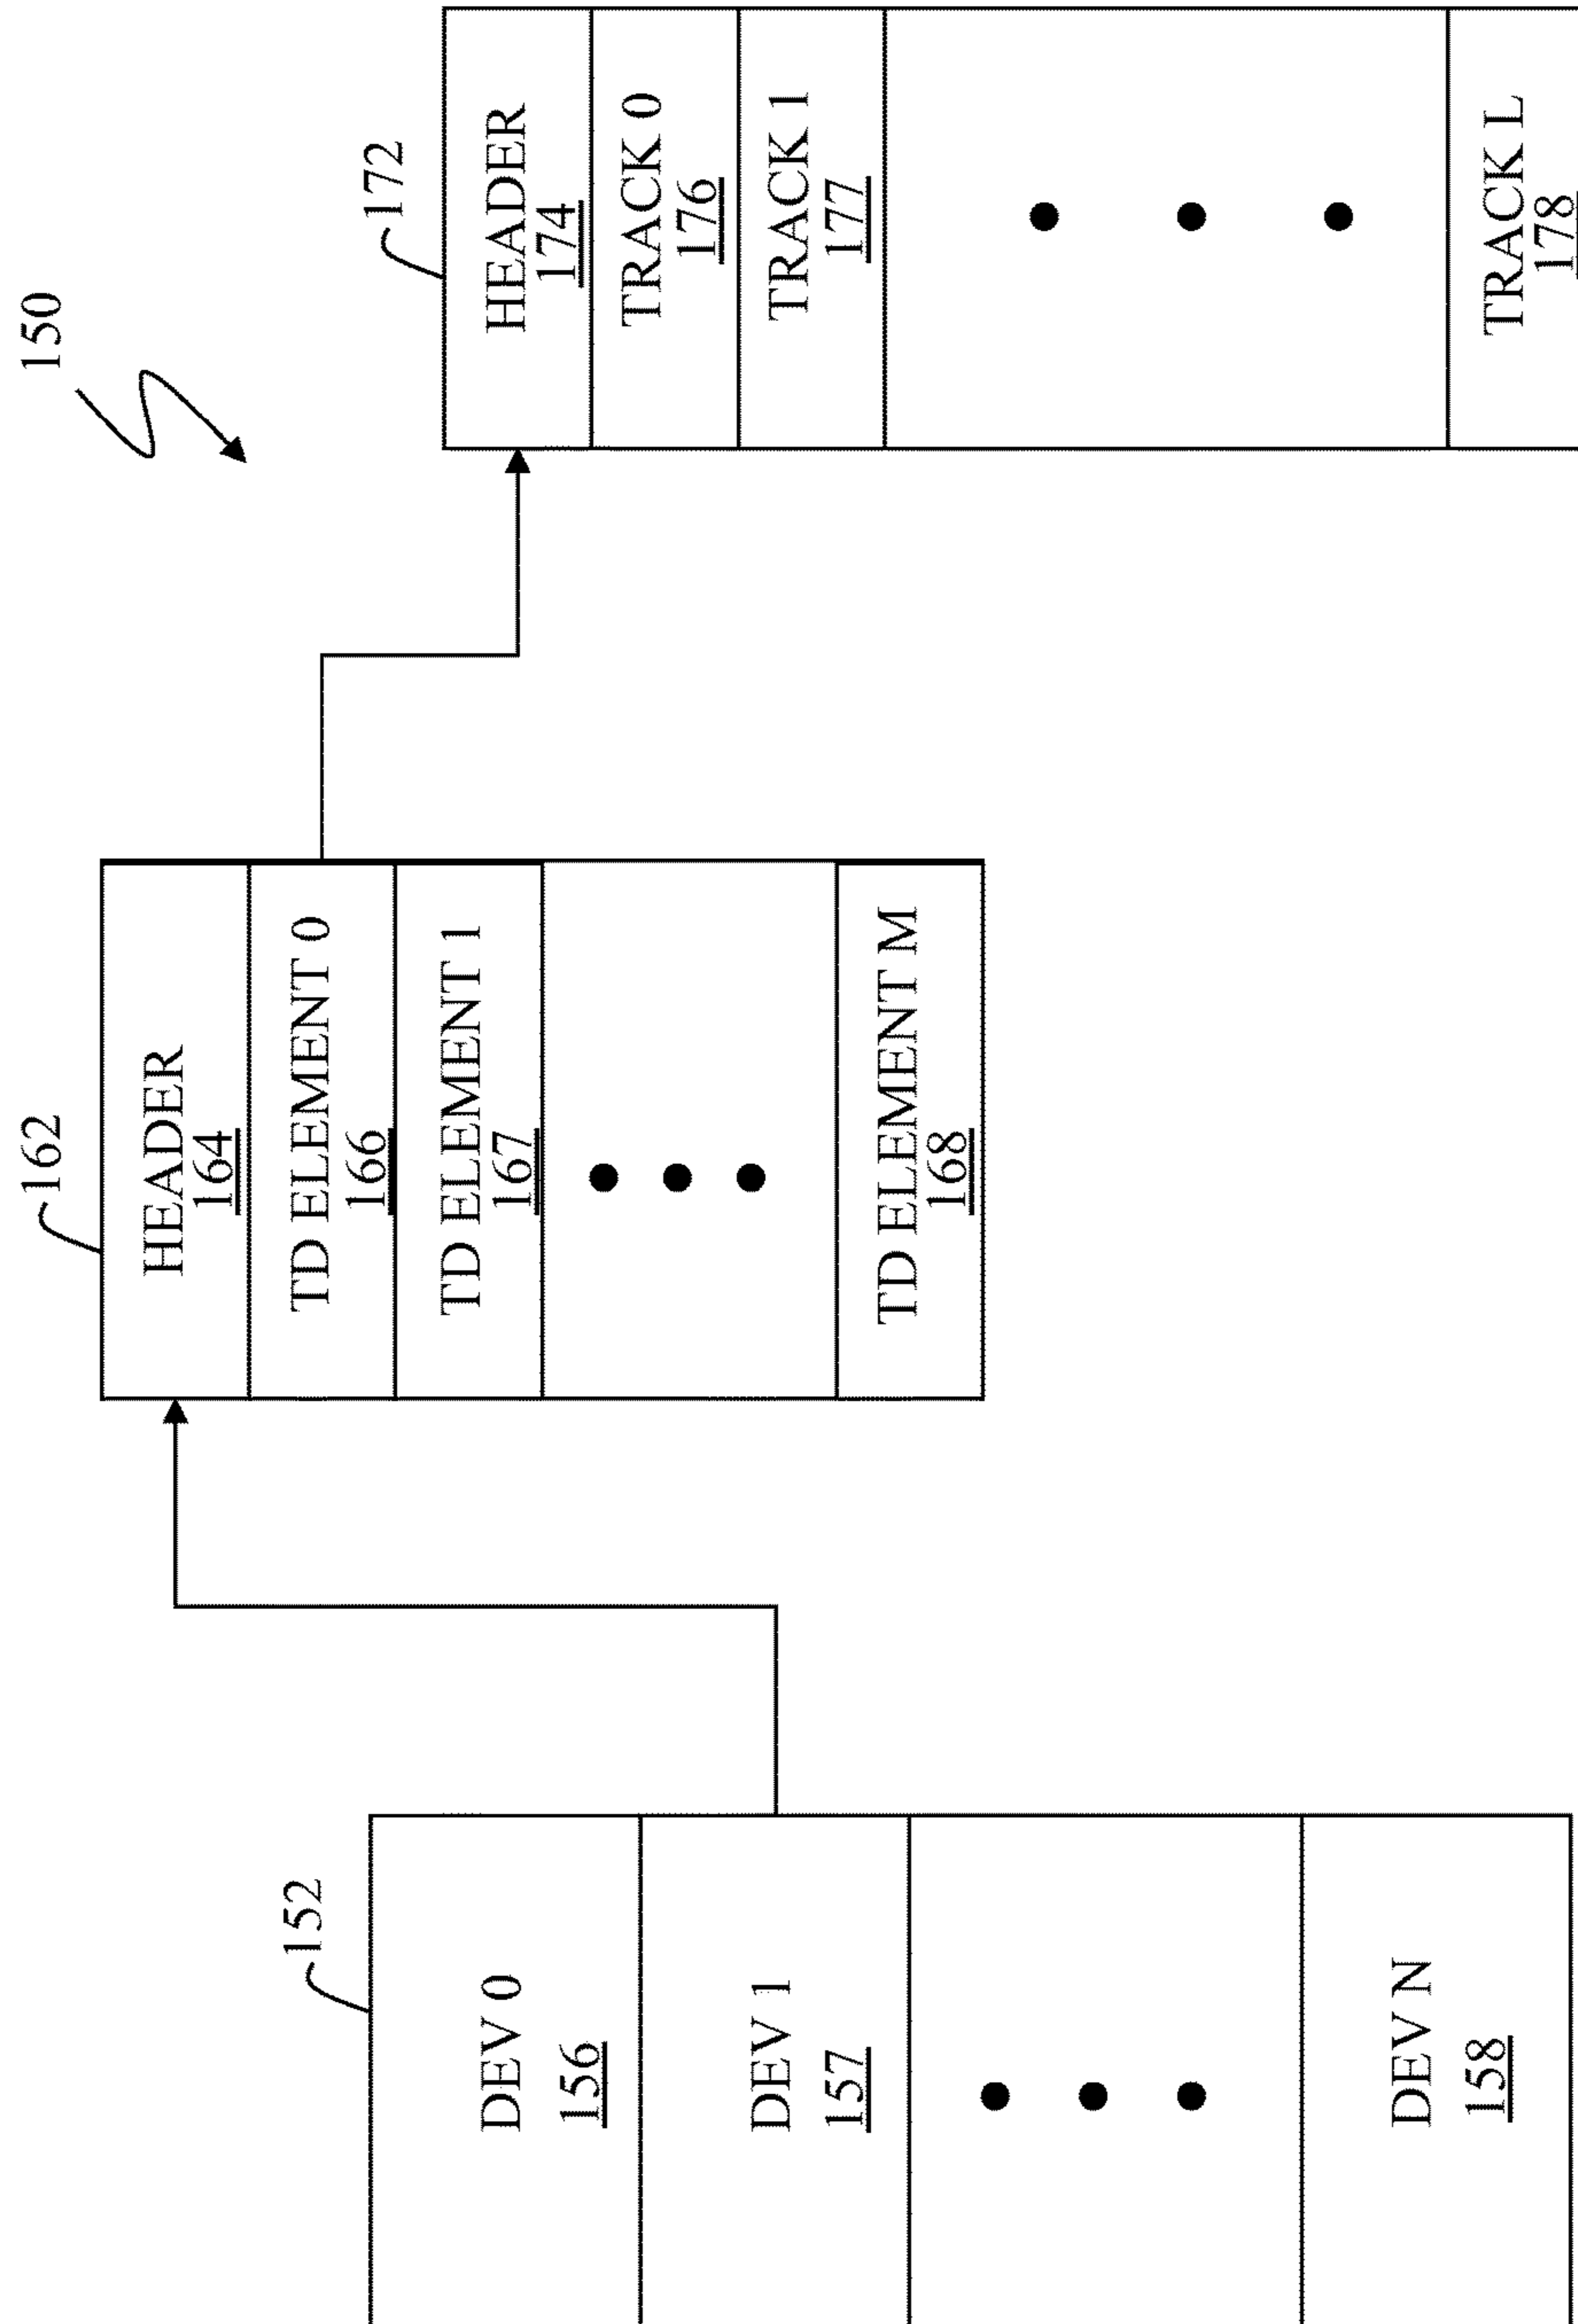 150
152
DEV 0
156
DEV 1
157
DEV N
158
162
HEADER
164
TD ELEMENT 0
166
TD ELEMENT 1
167
TD ELEMENT M
168
172
HEADER
174
TRACK 0
176
TRACK 1
177
TRACK L
178